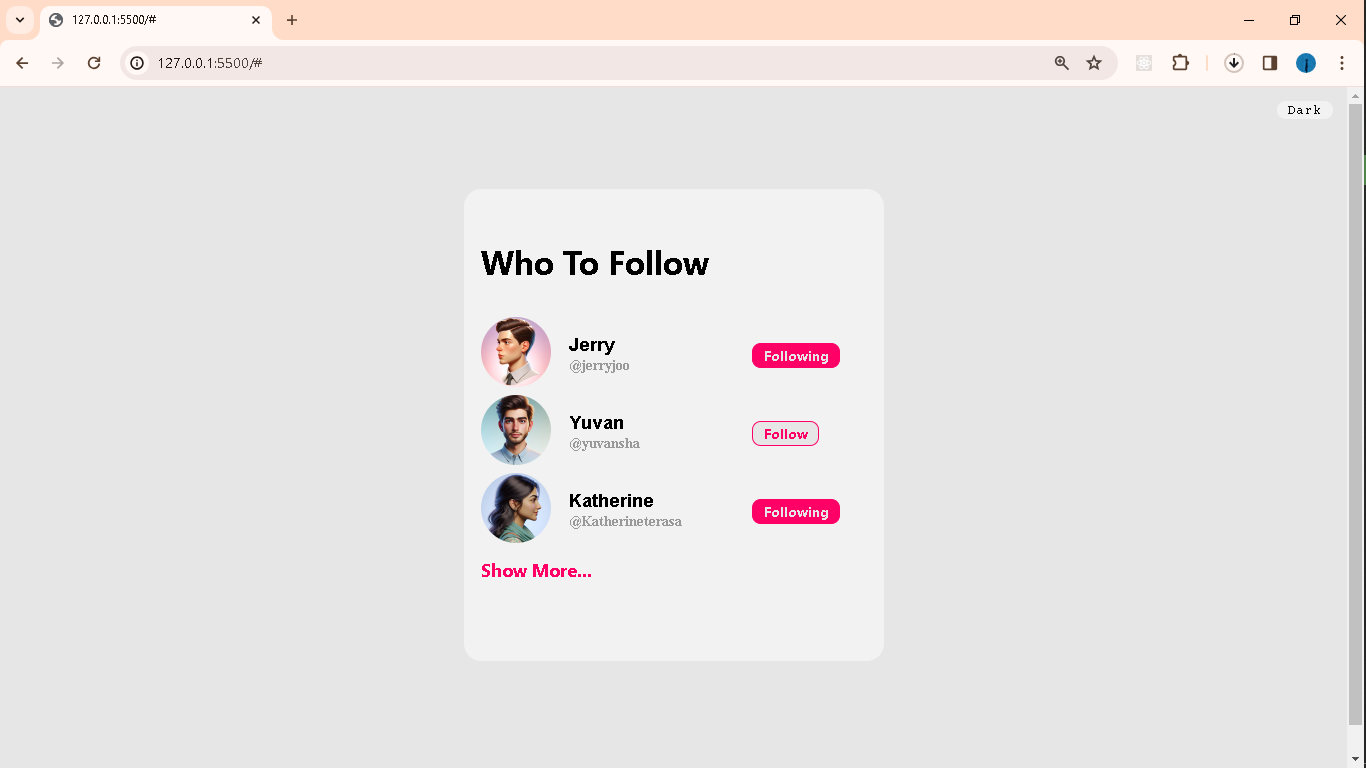 127.0.0.1:5500/#
127.0.0.1:5500/#
Dark
Who To Follow
Jerry
@jerryjoo
Following
Yuvan
@yuvansha
Follow
Katherine
@Katherineterasa
Following
Show More...